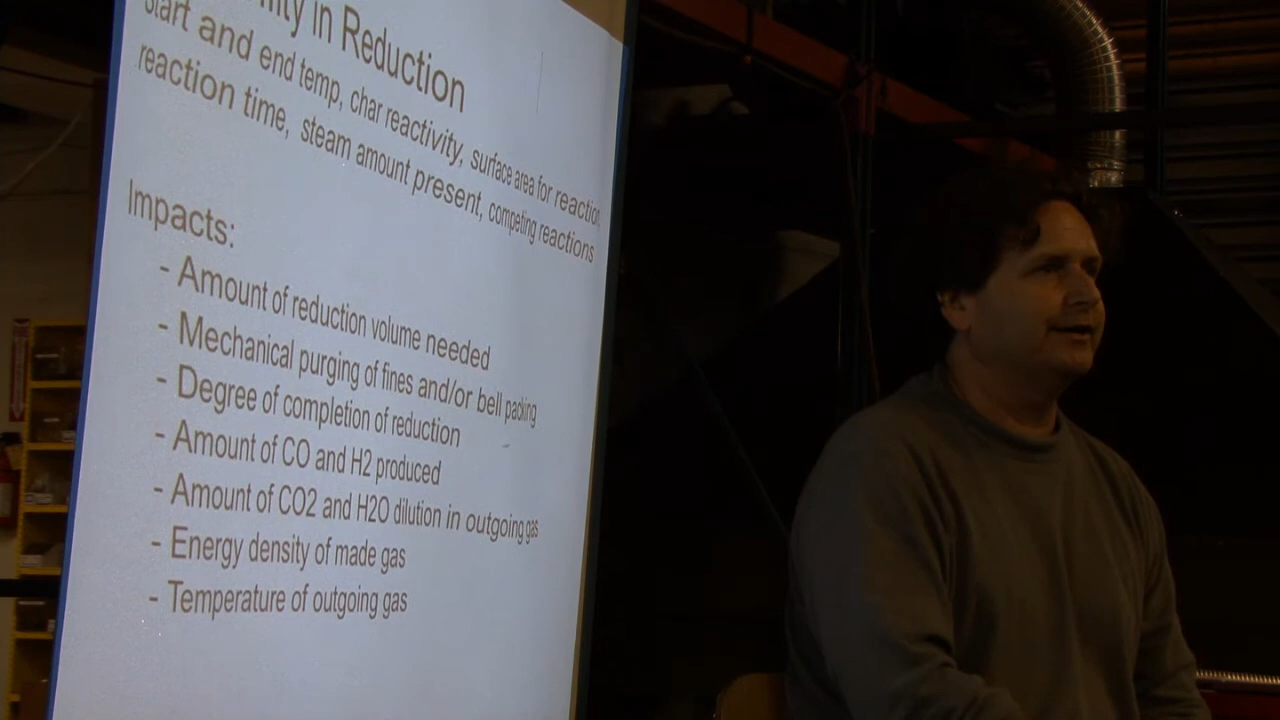 in Reduction
Start and end temp, char reactivity, surface area for reaction,
reaction time, steam amount present, competing reactions
Impacts:
- Amount of reduction volume needed
- Mechanical purging of fines and/or bell packing
- Degree of completion of reduction
- Amount of CO and H2 produced
- Amount of CO2 and H2O dilution in outgoing gas
- Energy density of made gas
- Temperature of outgoing gas